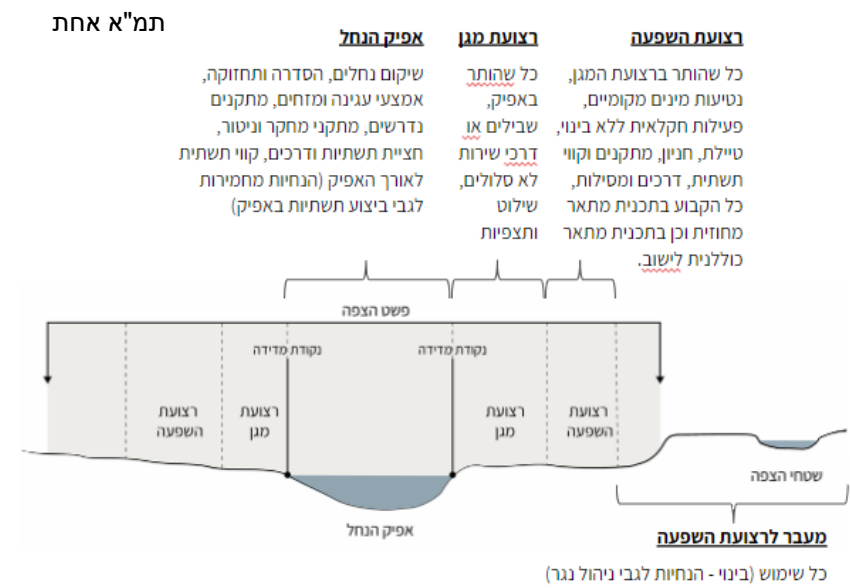 תמ"א אחת
רצועת השפעה
כל שהותר ברצועת המגן,
נטיעות מינים מקומיים,
פעילות חקלאית ללא בינוי,
טיילת, חניון, מתקנים וקווי
תשתית, דרכים ומסילות,
כל הקבוע בתכנית מתאר
מחוזית וכן בתכנית מתאר
כוללנית לישוב.
רצועת מגן
כל שהותר
באפיק,
שבילים או
דרכי שירות
לא סלולים,
שילוט
ותצפיות
אפיק הנחל
שיקום נחלים, הסדרה ותחזוקה,
אמצעי עגינה ומזחים, מתקנים
נדרשים, מתקני מחקר וניטור,
חציית תשתיות ודרכים, קווי תשתית
לאורך האפיק (הנחיות מחמירות
לגבי ביצוע תשתיות באפיק)
פשט הצפה
נקודת מדידה
נקודת מדידה
רצועת
השפעה
רצועת
מגן
רצועת
מגן
רצועת
השפעה
שטחי הצפה
אפיק הנחל
מעבר לרצועת השפעה
כל שימוש (בינוי - הנחיות לגבי ניהול נגר)